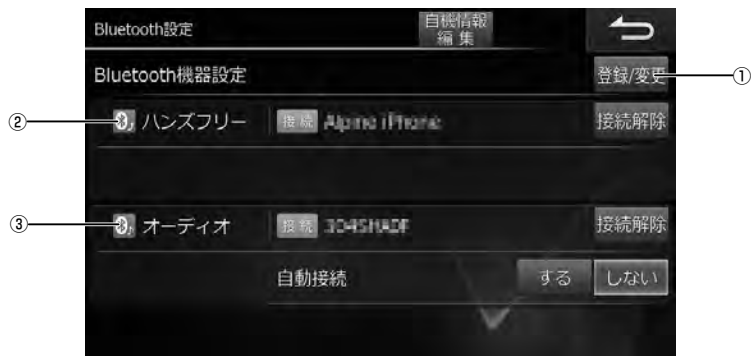 Bluetooth設定
自機情報
編 集
Bluetooth機器設定
登録/変更
①
② ハンズフリー 接続 Alpine iPhone 接続解除
③ オーディオ 接続 接続解除
自動接続 する しない